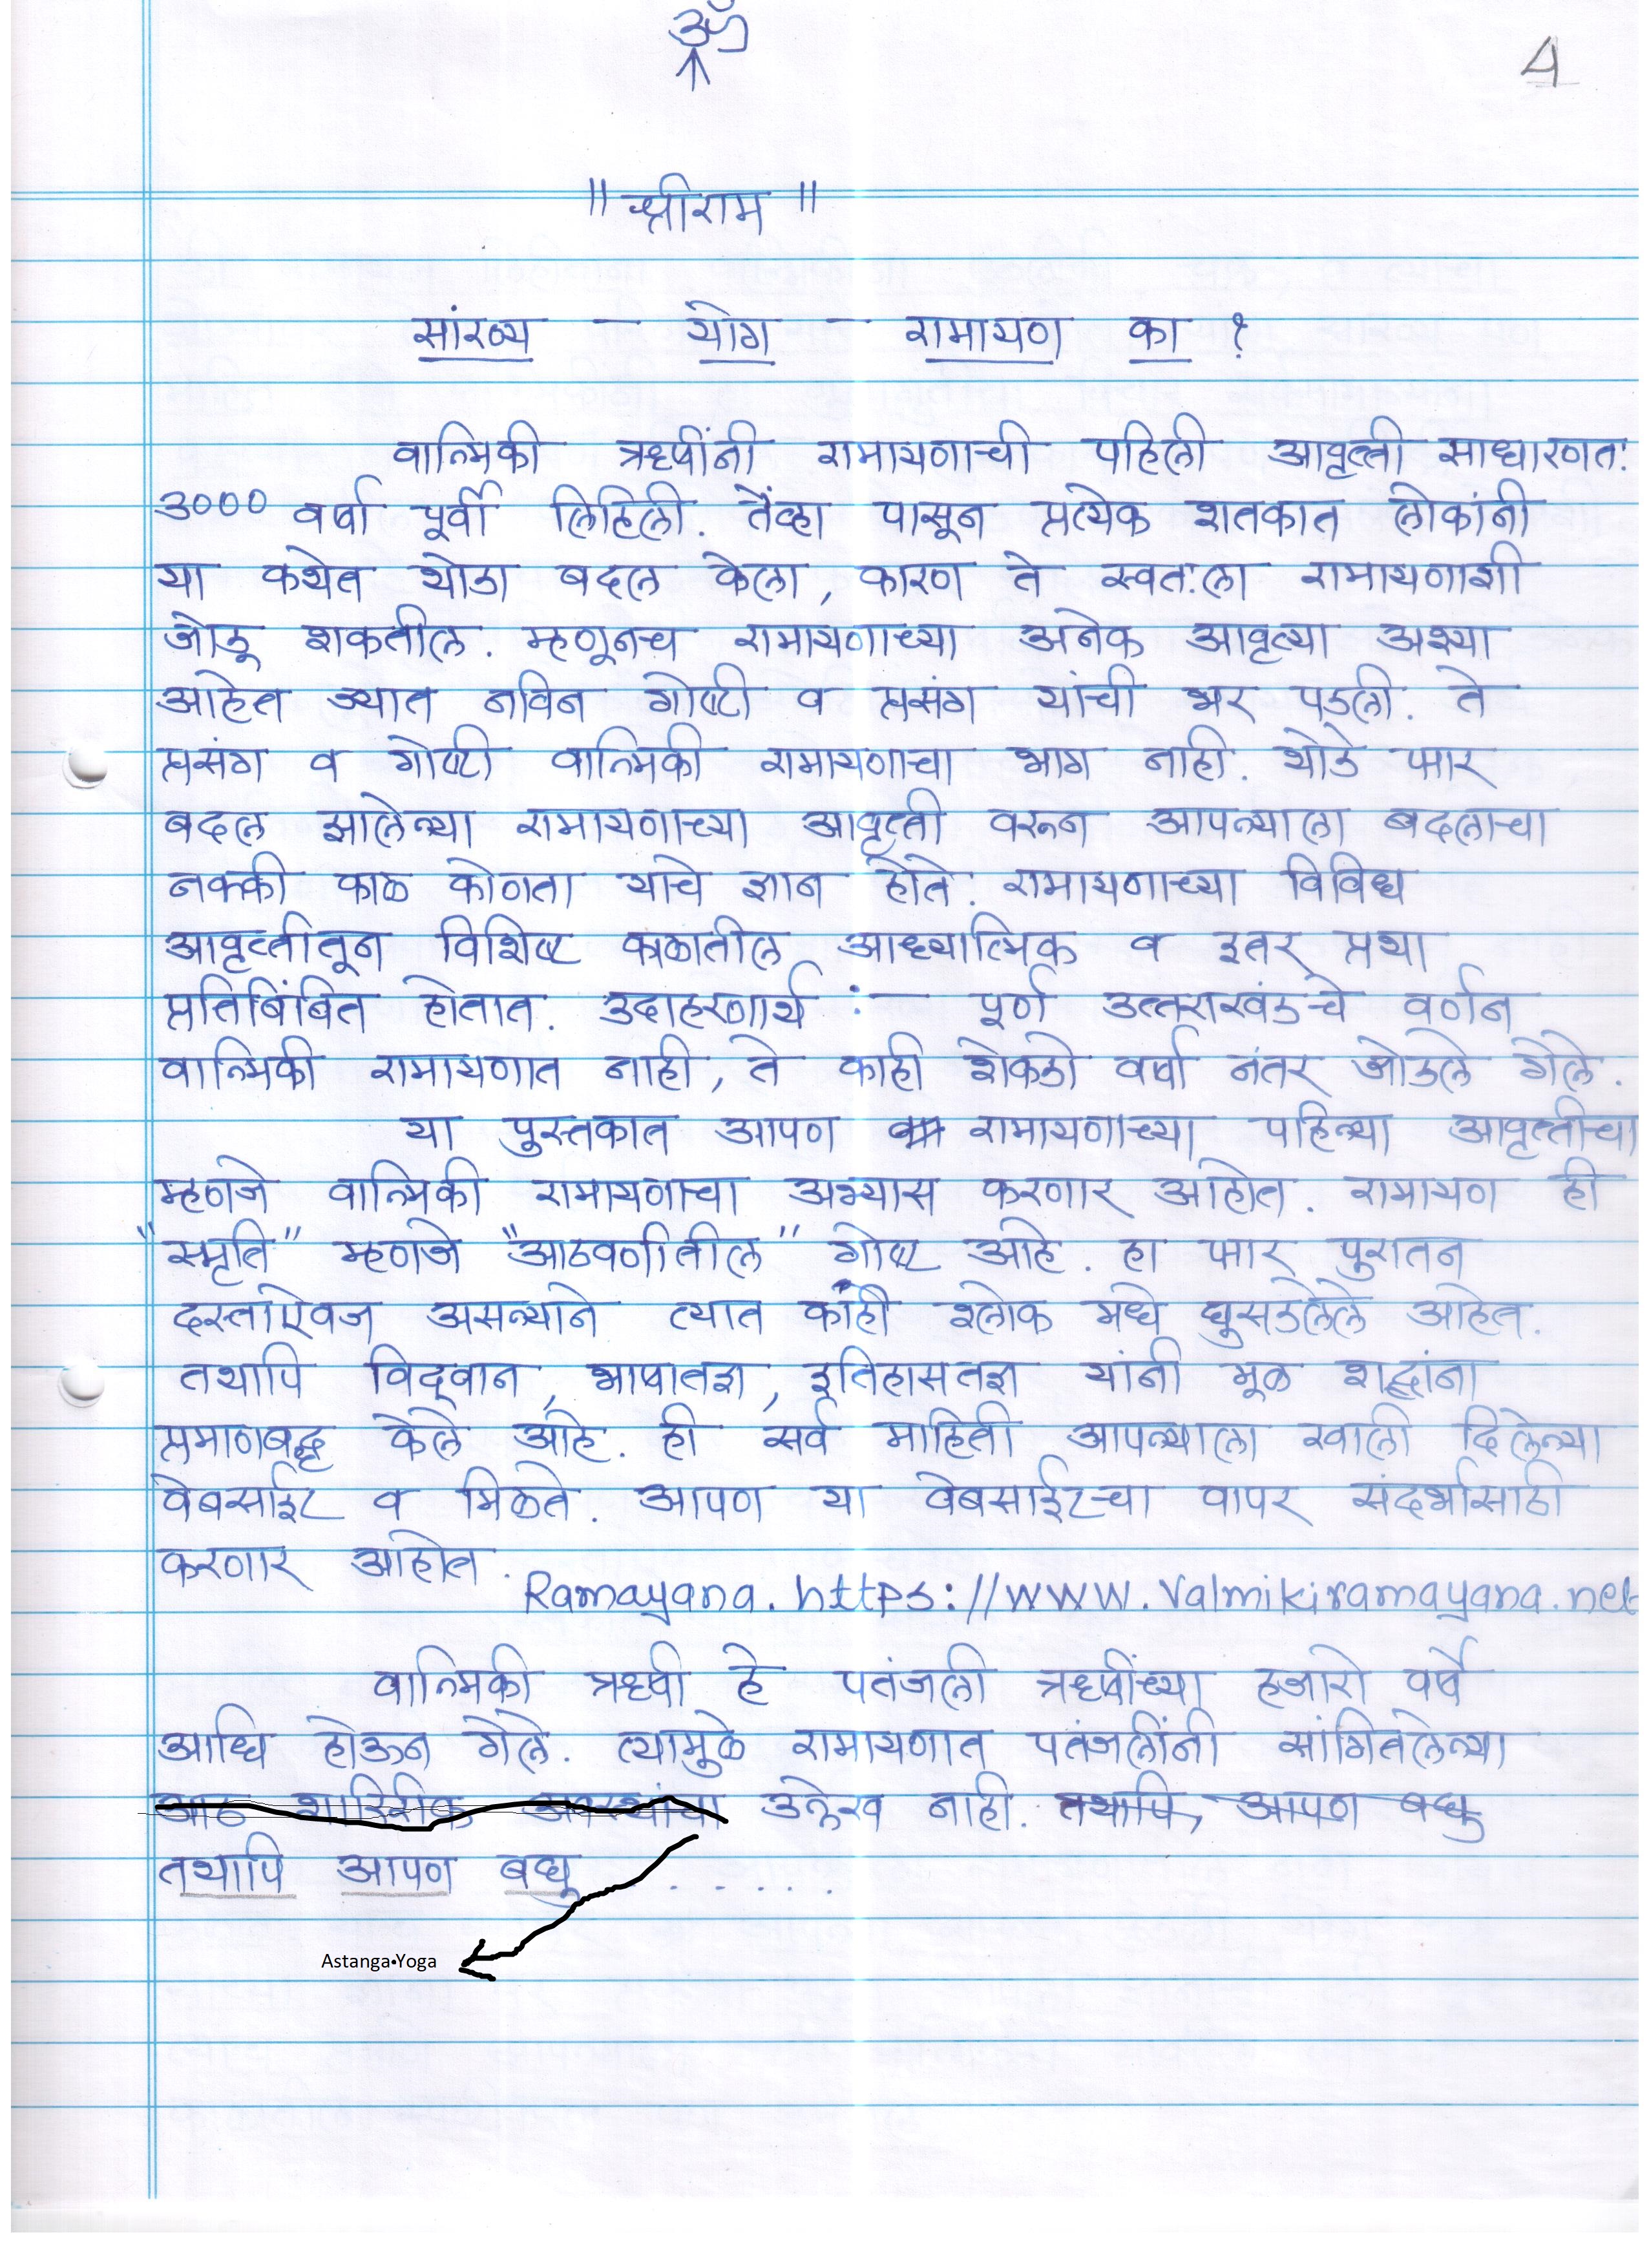 ॐ
4
" श्रीराम "
सांख्य - योग - रामायण का ?
वाल्मिकी ऋषींनी रामायणाची पहिली आवृत्ती साधारणतः
३००० वर्षा पूर्वी लिहिली. तेंव्हा पासून प्रत्येक शतकात लोकांनी
या कथेत थोडा बदल केला, कारण ते स्वतःला रामायणाशी
जोडू शकतील. म्हणूनच रामायणाच्या अनेक आवृत्या अश्या
आहेत ज्यात नविन गोष्टी व प्रसंग यांची भर पडली. ते
प्रसंग व गोष्टी वाल्मिकी रामायणाचा भाग नाही. थोडे फार
बदल झालेल्या रामायणाच्या आवृत्ती वरून आपल्याला बदलाचा
नक्की काळ कोणता याचे ज्ञान होते. रामायणाच्या विविध
आवृत्तीतून विशिष्ट काळातील आध्यात्मिक व इतर प्रथा
प्रतिबिंबित होतात. उदाहरणार्थ :- पूर्ण उत्तराखंडचे वर्णन
वाल्मिकी रामायणात नाही, ते काही शेकडो वर्षा नंतर जोडले गेले.
या पुस्तकात आपण रामायणाच्या पहिल्या आवृत्तीचा
म्हणजे वाल्मिकी रामायणाचा अभ्यास करणार आहोत. रामायण ही
"स्मृति" म्हणजे "आठवणीतील" गोष्ट आहे. हा फार पुरातन
दस्ताऐवज असल्याने त्यात कांही श्लोक मधे घुसडलेले आहेत.
तथापि विद्वान, भाषातज्ञ, इतिहासतज्ञ यांनी मूळ शब्दांना
प्रमाणबद्ध केले आहे. ही सर्व माहिती आपल्याला खाली दिलेल्या
वेबसाईट व मिळते. आपण या वेबसाईटचा वापर संदर्भासाठी
करणार आहोत.
Ramayana. https://www.Valmikiramayana.net
वाल्मिकी ऋषी हे पतंजली ऋषींच्या हजारो वर्षे
आधि होऊन गेले. त्यामुळे रामायणात पतंजलींनी सांगितलेल्या
आठ शारिरीक अवस्थांचा उल्लेख नाही. तथापि, आपण बघु
तथापि आपण बघु . . . . .
Astanga•Yoga